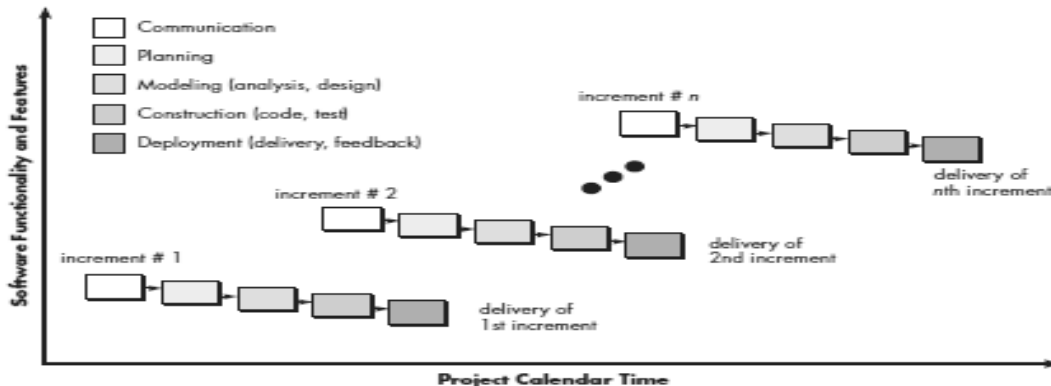 Communication
Planning
Modeling (analysis, design)
Construction (code, test)
Deployment (delivery, feedback)
increment # n
delivery of
nth increment
increment # 2
delivery of
2nd increment
increment # 1
delivery of
1st increment
Software Functionality and Features
Project Calendar Time